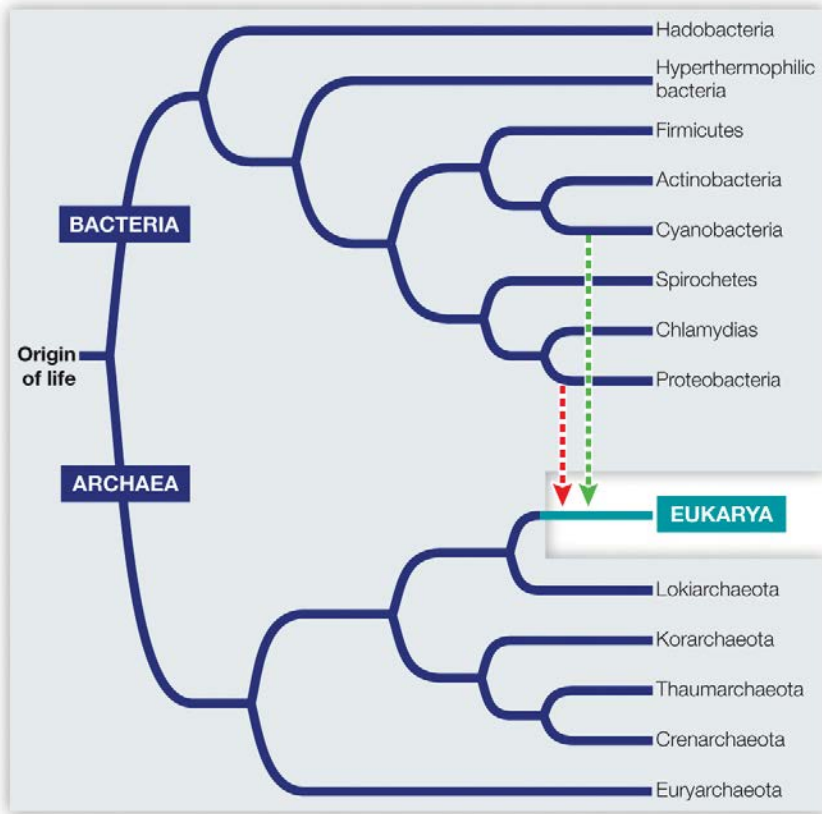 Hadobacteria
Hyperthermophilic
bacteria
Firmicutes
Actinobacteria
BACTERIA
Cyanobacteria
Spirochetes
Chlamydias
Origin
of life
Proteobacteria
ARCHAEA
EUKARYA
Lokiarchaeota
Korarchaeota
Thaumarchaeota
Crenarchaeota
Euryarchaeota